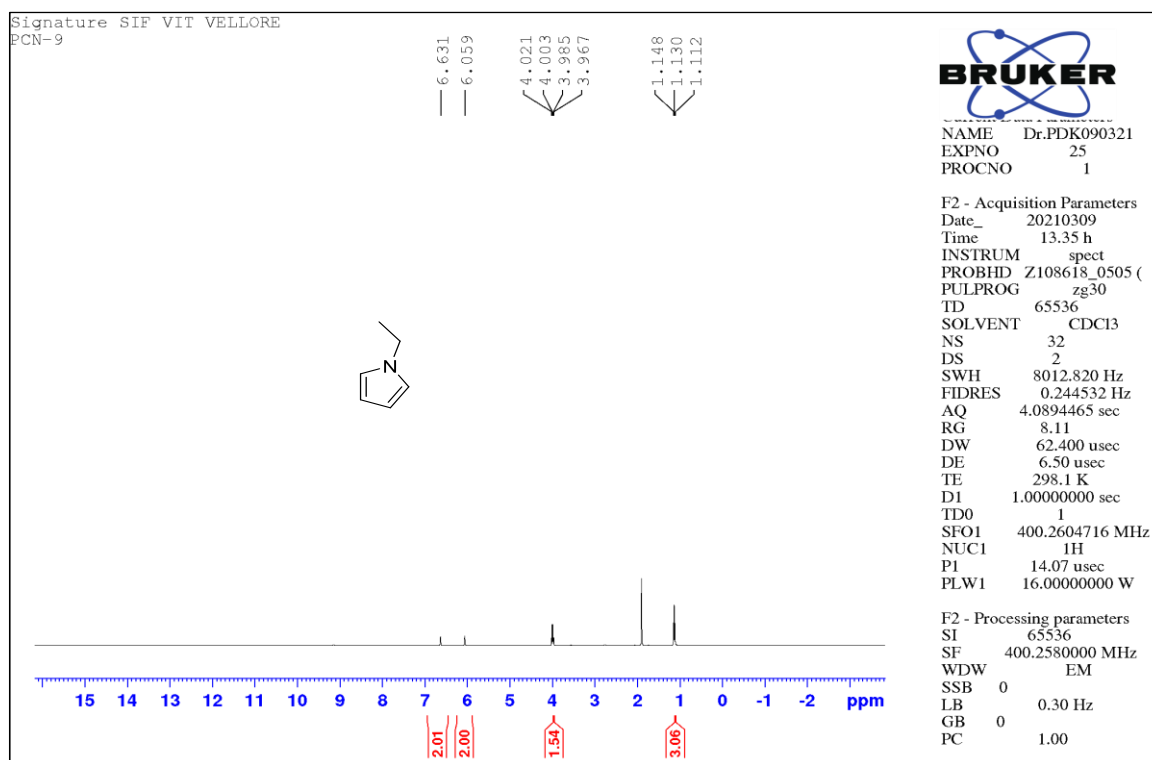 Signature SIF VIT VELLORE
PCN-9
6.631
6.059
4.021
4.003
3.985
3.967
1.148
1.130
1.112
N
15 14 13 12 11 10 9 8 7 6 5 4 3 2 1 0 -1 -2 ppm
2.01
2.00
1.54
3.06
BRUKER
Current Data Parameters
NAME Dr.PDK090321
EXPNO 25
PROCNO 1
F2 - Acquisition Parameters
Date_ 20210309
Time 13.35 h
INSTRUM spect
PROBHD Z108618_0505 (
PULPROG zg30
TD 65536
SOLVENT CDCl3
NS 32
DS 2
SWH 8012.820 Hz
FIDRES 0.244532 Hz
AQ 4.0894465 sec
RG 8.11
DW 62.400 usec
DE 6.50 usec
TE 298.1 K
D1 1.00000000 sec
TD0 1
SFO1 400.2604716 MHz
NUC1 1H
P1 14.07 usec
PLW1 16.00000000 W
F2 - Processing parameters
SI 65536
SF 400.2580000 MHz
WDW EM
SSB 0
LB 0.30 Hz
GB 0
PC 1.00